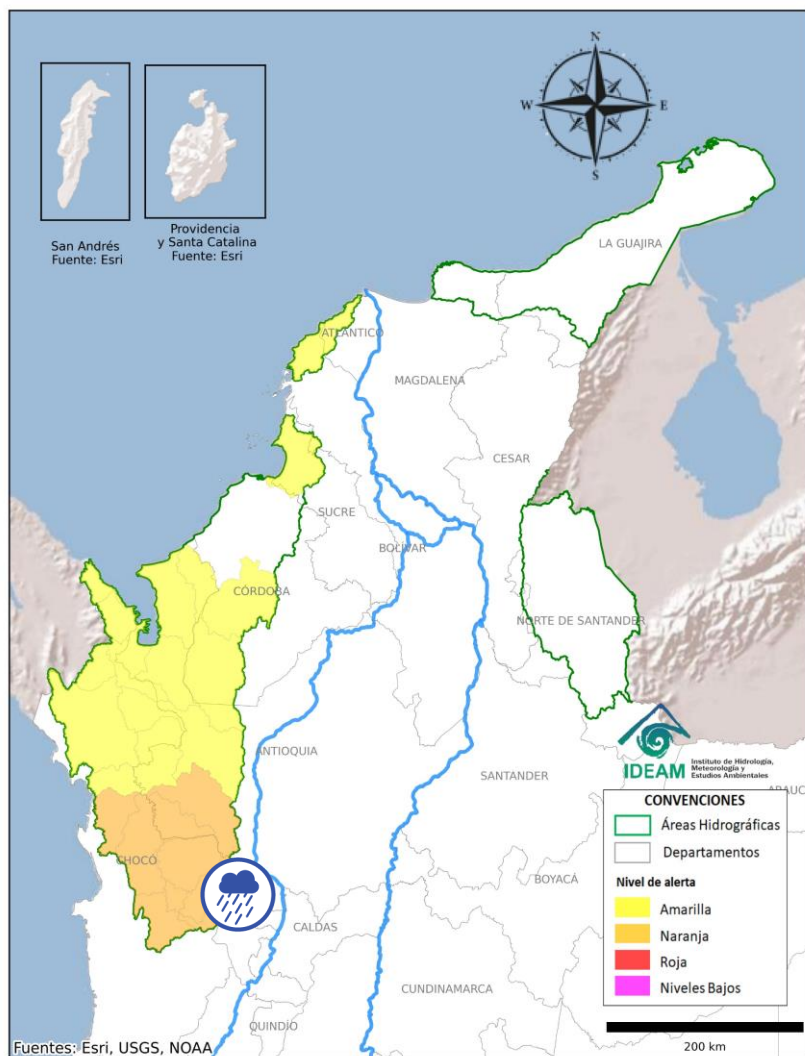 N
W
E
S
San Andrés
Fuente: Esri
Providencia
y Santa Catalina
Fuente: Esri
LA GUAJIRA
ATLÁNTICO
MAGDALENA
CESAR
SUCRE
BOLÍVAR
CÓRDOBA
NORTE DE SANTANDER
ANTIOQUIA
SANTANDER
IDEAM
Instituto de Hidrología,
Meteorología y
Estudios Ambientales
ARAUC
CONVENCIONES
Áreas Hidrográficas
Departamentos
Nivel de alerta
Amarilla
Naranja
Roja
Niveles Bajos
CHOCÓ
BOYACÁ
CALDAS
CUNDINAMARCA
QUINDÍO
Fuentes: Esri, USGS, NOAA
200 km